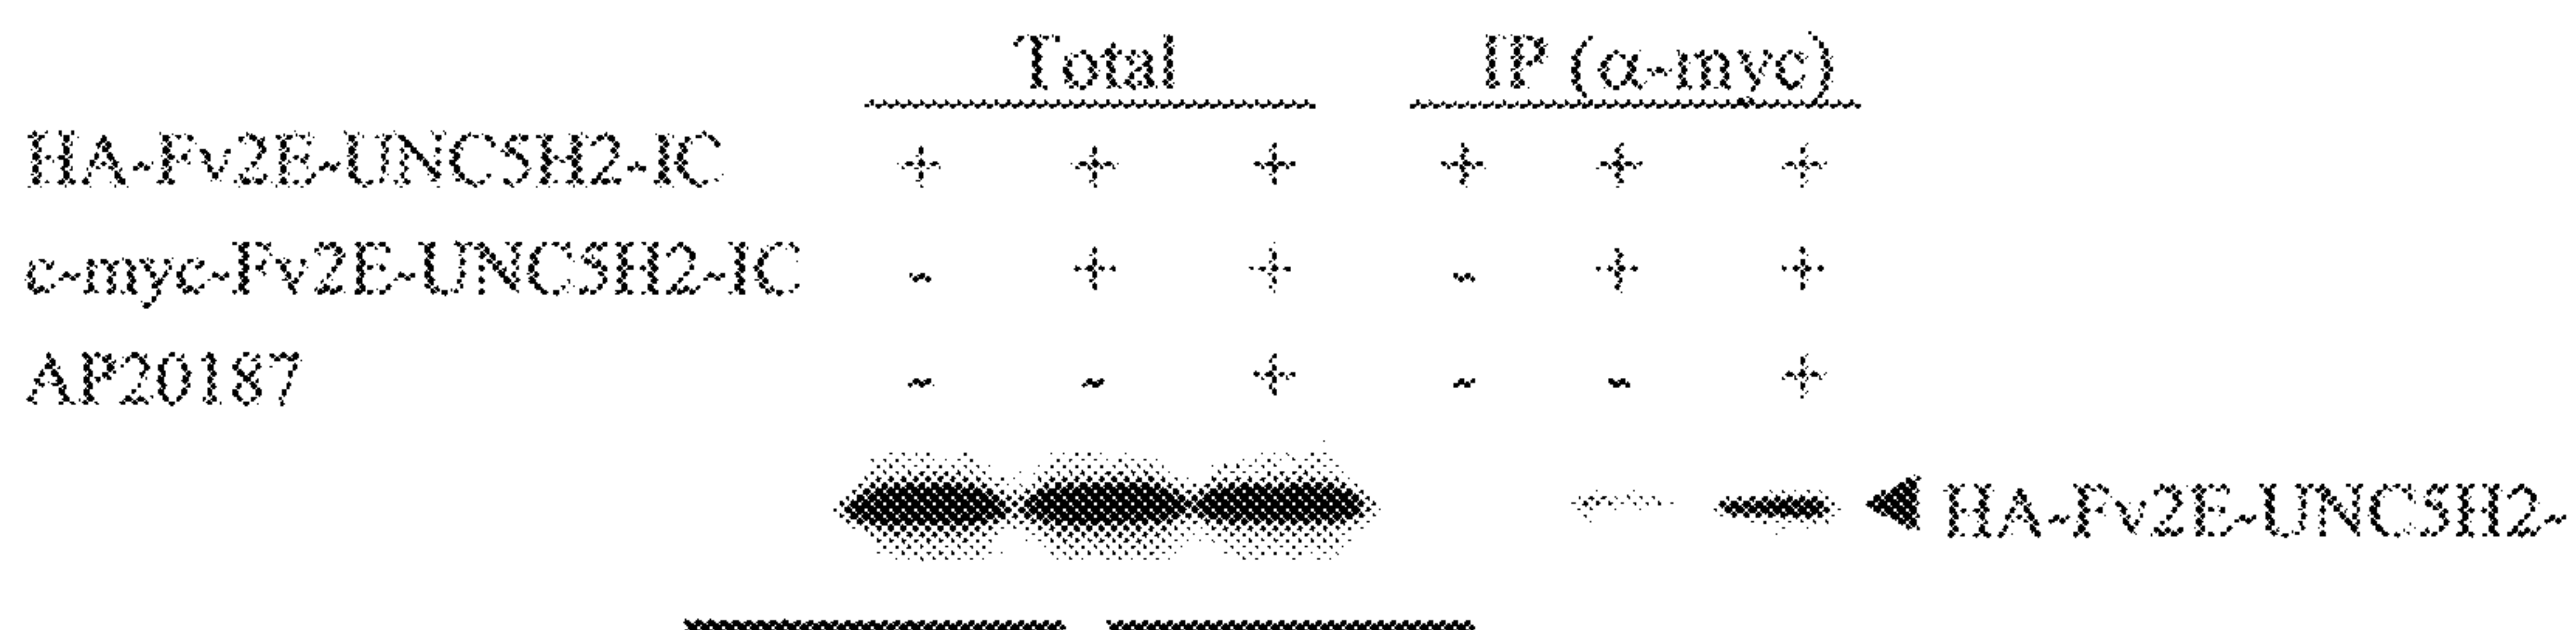 Total IP (α-myc)
HA-Fv2E-UNC5H2-IC + + + + + +
c-myc-Fv2E-UNC5H2-IC - + + - + +
AP20187 - - + - - +
HA-Fv2E-UNC5H2-